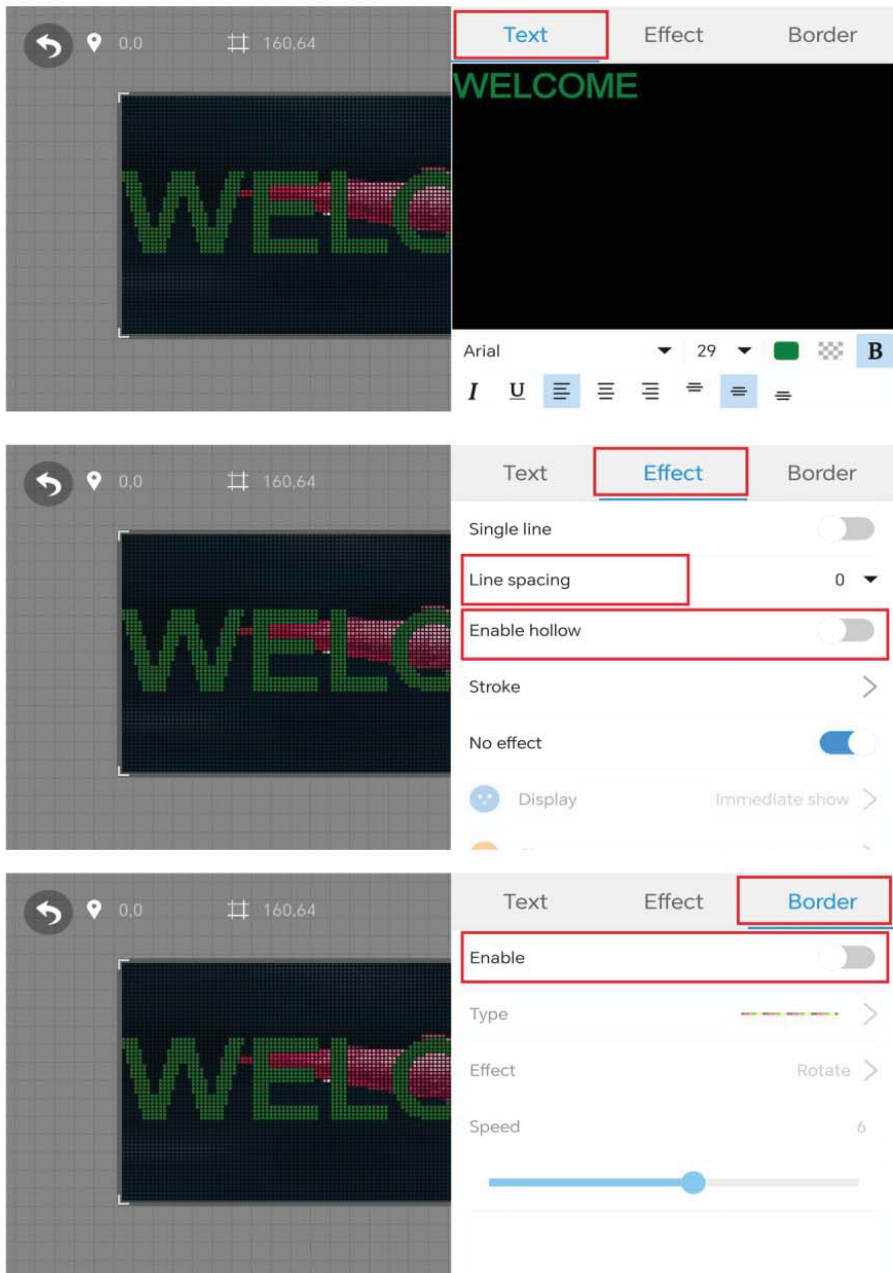 0,0 160,64 Text Effect Border
WELCOME
WELC
Arial 29 B
I U
0,0 160,64 Text Effect Border
Single line
Line spacing 0
Enable hollow
WELC
Stroke
No effect
Display Immediate show
0,0 160,64 Text Effect Border
Enable
Type
WELC
Effect Rotate
Speed 6